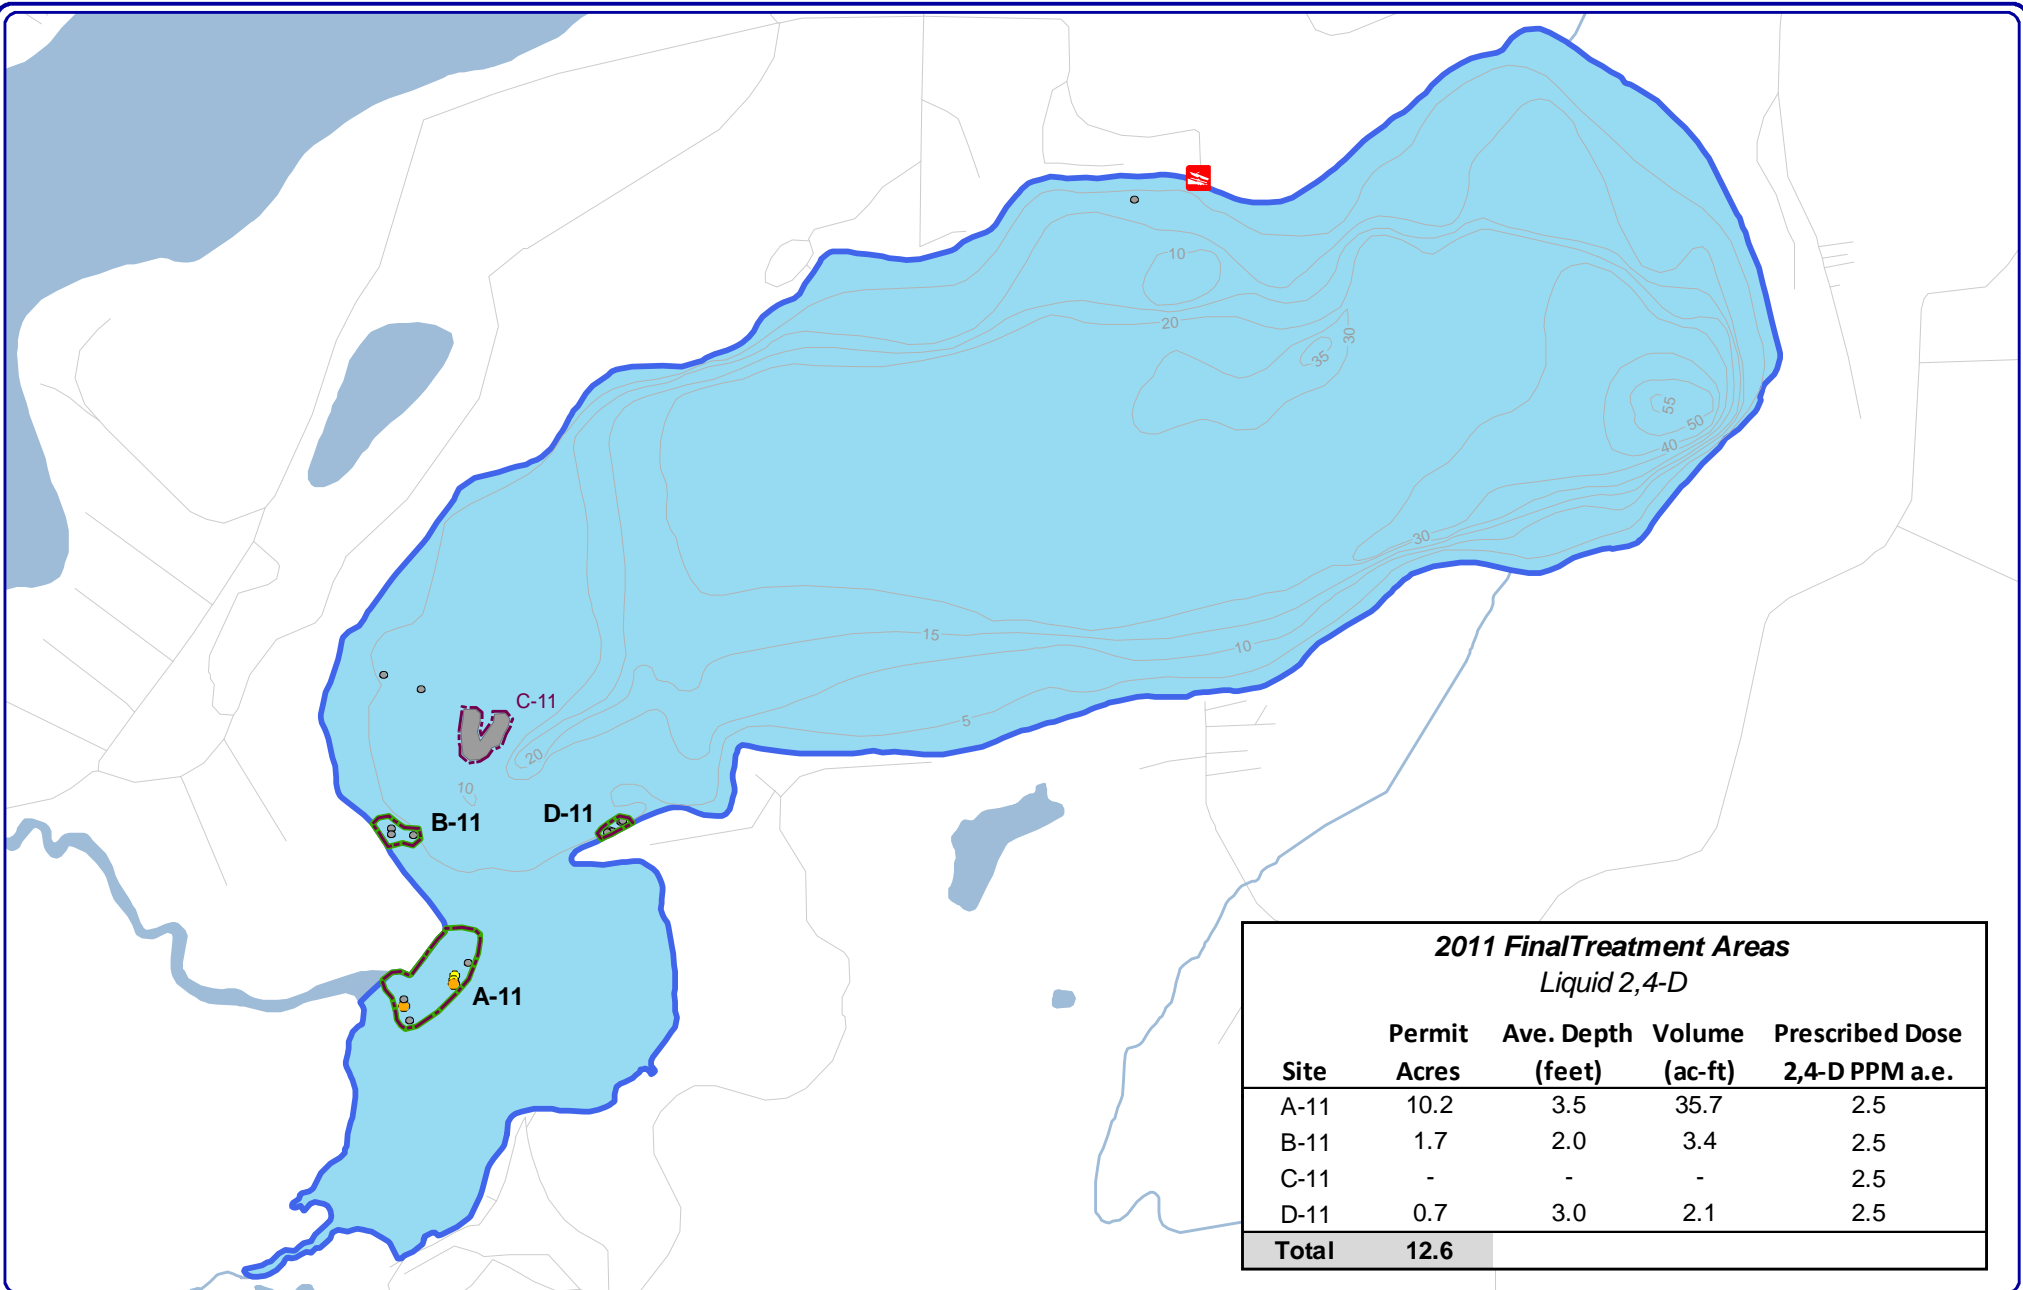 10
20
30
35
55
50
40
30
15
10
C-11
5
20
10
B-11
D-11
A-11
2011 FinalTreatment Areas
Liquid 2,4-D
Permit Ave. Depth Volume Prescribed Dose
Site Acres (feet) (ac-ft) 2,4-D PPM a.e.
A-11 10.2 3.5 35.7 2.5
B-11 1.7 2.0 3.4 2.5
C-11 - - - 2.5
D-11 0.7 3.0 2.1 2.5
Total 12.6